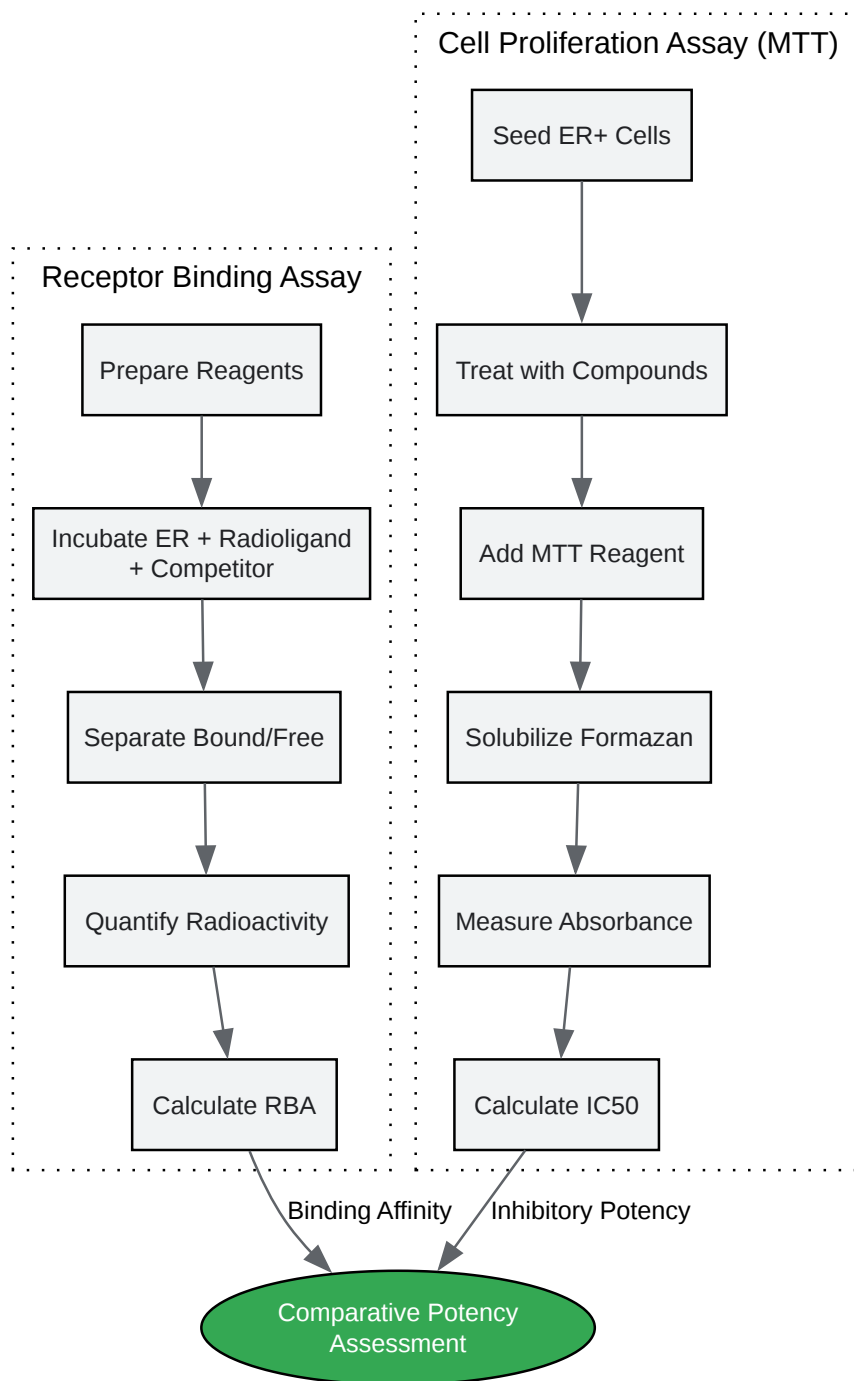 Cell Proliferation Assay (MTT)
Seed ER+ Cells
Treat with Compounds
Add MTT Reagent
Solubilize Formazan
Measure Absorbance
Calculate IC50
Receptor Binding Assay
Prepare Reagents
Incubate ER + Radioligand
+ Competitor
Separate Bound/Free
Quantify Radioactivity
Calculate RBA
Binding Affinity
Inhibitory Potency
Comparative Potency
Assessment